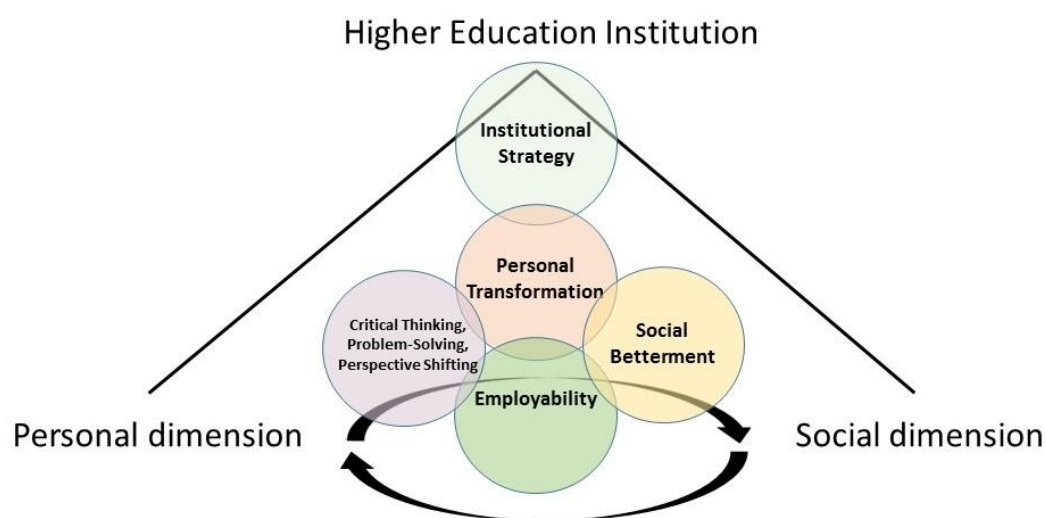 Higher Education Institution
Institutional
Strategy
Personal
Transformation
Critical Thinking,
Problem-Solving,
Perspective Shifting
Social
Betterment
Employability
Personal dimension
Social dimension